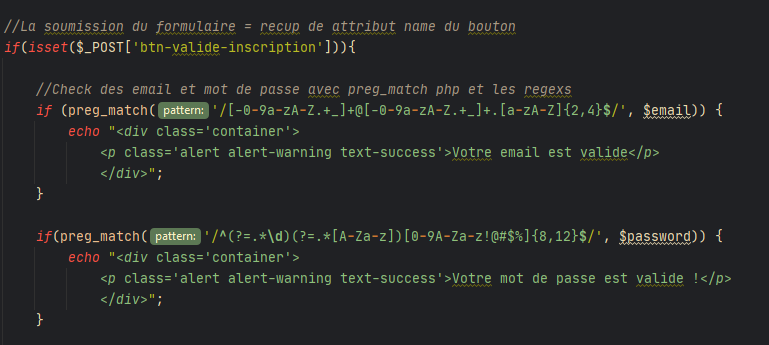 //La soumission du formulaire = recup de attribut name du bouton
if(isset($_POST['btn-valide-inscription'])){
//Check des email et mot de passe avec preg_match php et les regexs
if (preg_match( pattern: '/[-0-9a-zA-Z.+_]+@[-0-9a-zA-Z.+_]+.[a-zA-Z]{2,4}$/', $email)) {
echo "<div class='container'>
<p class='alert alert-warning text-success'>Votre email est valide</p>
</div>";
}
if(preg_match( pattern: '/^(?=.*\d)(?=.*[A-Za-z])[0-9A-Za-z!@#$%]{8,12}$/', $password)) {
echo "<div class='container'>
<p class='alert alert-warning text-success'>Votre mot de passe est valide !</p>
</div>";
}